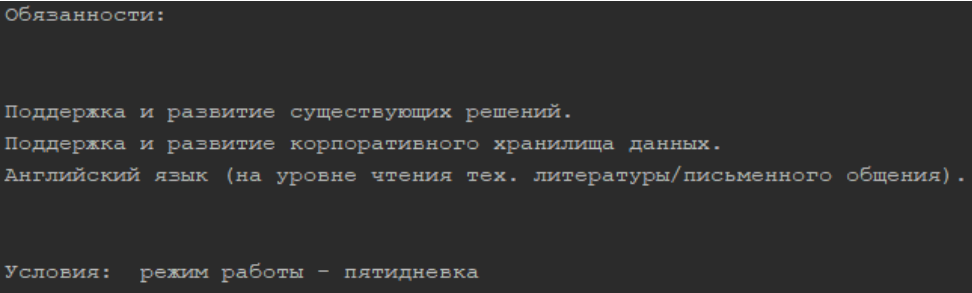 Обязанности:
Поддержка и развитие существующих решений.
Поддержка и развитие корпоративного хранилища данных.
Английский язык (на уровне чтения тех. литературы/письменного общения).
Условия:  режим работы - пятидневка